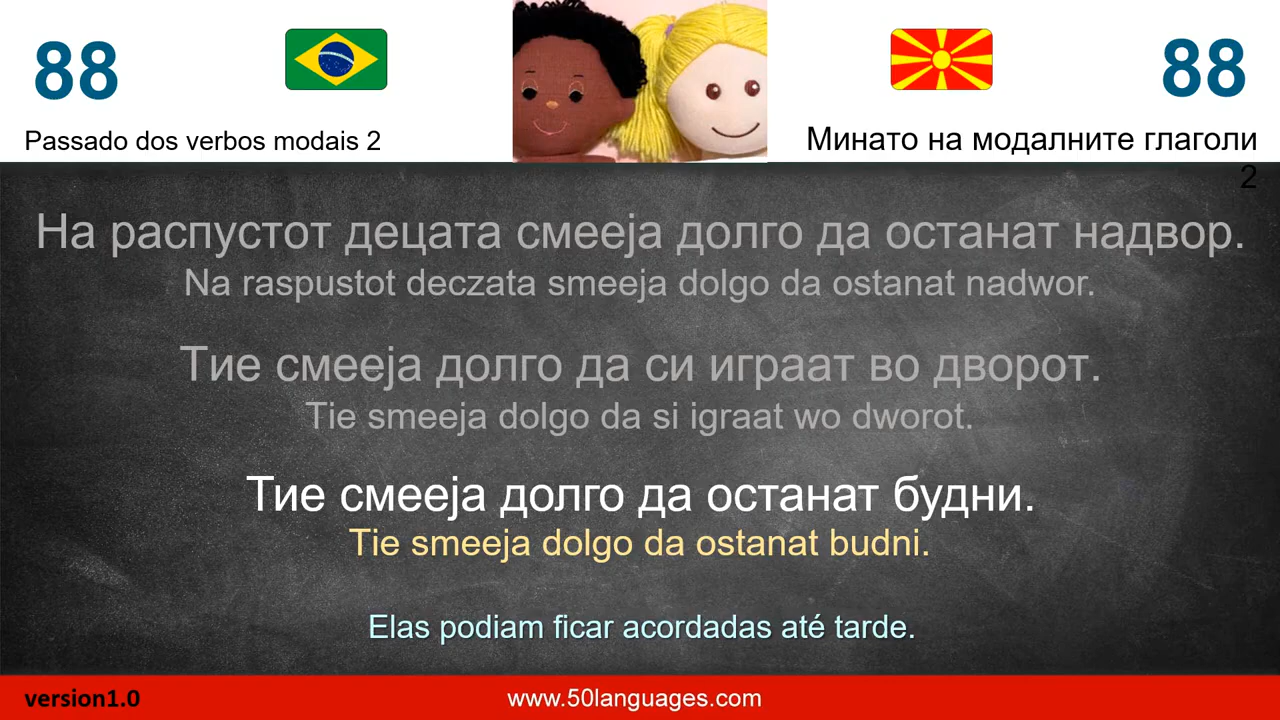 88
88
Passado dos verbos modais 2
Минато на модалните глаголи
2
На распустот децата смееја долго да останат надвор.
Na raspustot deczata smeeja dolgo da ostanat nadwor.
Тие смееја долго да си играат во дворот.
Tie smeeja dolgo da si igraat wo dworot.
Тие смееја долго да останат будни.
Tie smeeja dolgo da ostanat budni.
Elas podiam ficar acordadas até tarde.
version1.0
www.50languages.com